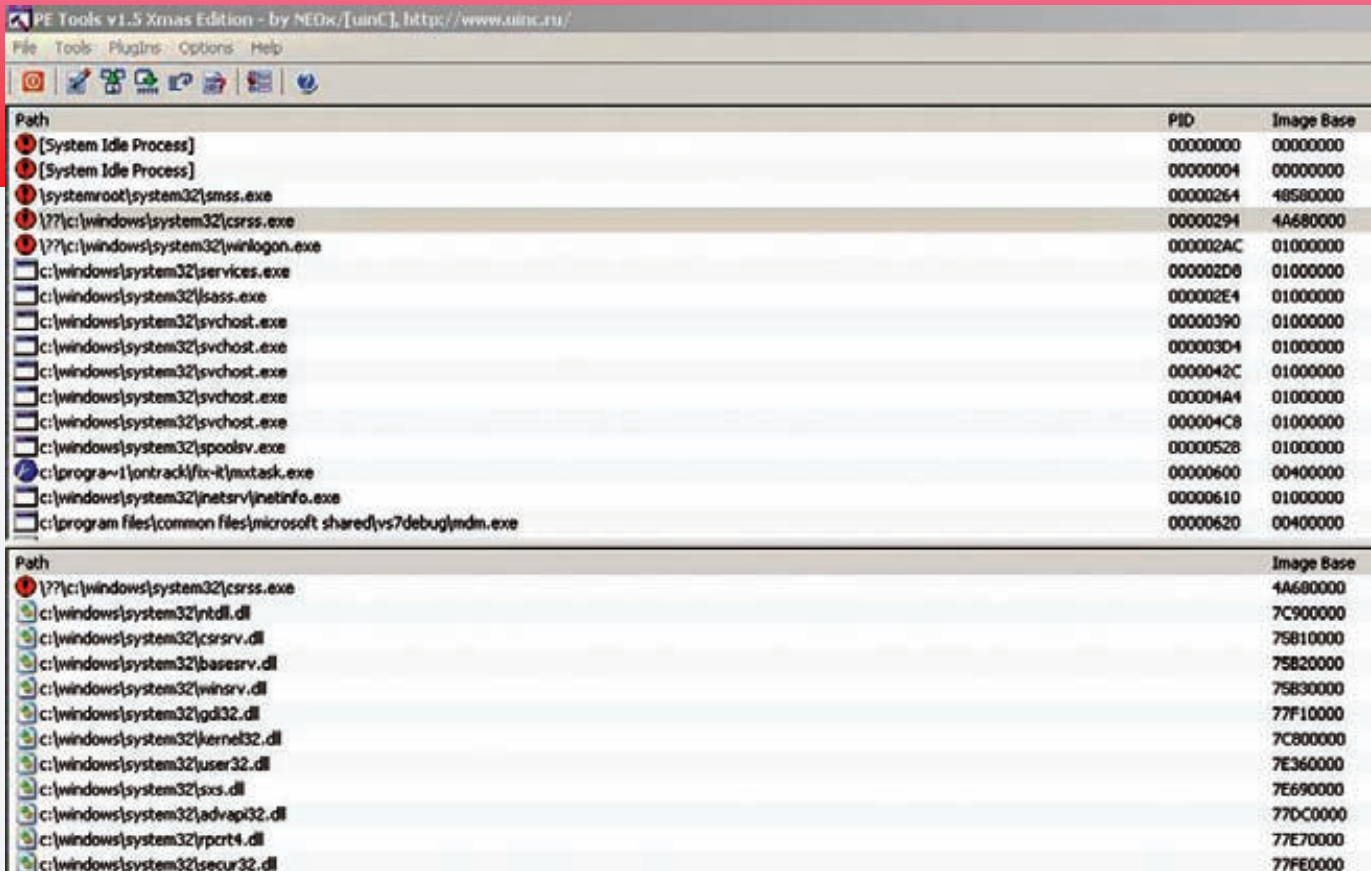 PE Tools v1.5 Xmas Edition - by NEOx/[uinC], http://www.uinc.ru/
File Tools PlugIns Options Help
Path PID Image Base
[System Idle Process] 00000000 00000000
[System Idle Process] 00000004 00000000
\systemroot\system32\smss.exe 00000264 48580000
\??\c:\windows\system32\csrss.exe 00000294 4A680000
\??\c:\windows\system32\winlogon.exe 000002AC 01000000
c:\windows\system32\services.exe 000002D8 01000000
c:\windows\system32\lsass.exe 000002E4 01000000
c:\windows\system32\svchost.exe 00000390 01000000
c:\windows\system32\svchost.exe 000003D4 01000000
c:\windows\system32\svchost.exe 0000042C 01000000
c:\windows\system32\svchost.exe 000004A4 01000000
c:\windows\system32\svchost.exe 000004C8 01000000
c:\windows\system32\spoolsv.exe 00000528 01000000
c:\progra~1\ontrack\fix-it\mxtask.exe 00000600 00400000
c:\windows\system32\inetsrv\inetinfo.exe 00000610 01000000
c:\program files\common files\microsoft shared\vs7debug\mdm.exe 00000620 00400000
Path Image Base
\??\c:\windows\system32\csrss.exe 4A680000
c:\windows\system32\ntdll.dll 7C900000
c:\windows\system32\csrsrv.dll 75B10000
c:\windows\system32\basesrv.dll 75B20000
c:\windows\system32\winsrv.dll 75B30000
c:\windows\system32\gdi32.dll 77F10000
c:\windows\system32\kernel32.dll 7C800000
c:\windows\system32\user32.dll 7E360000
c:\windows\system32\sxs.dll 7E690000
c:\windows\system32\advapi32.dll 77DC0000
c:\windows\system32\rpcrt4.dll 77E70000
c:\windows\system32\secur32.dll 77FE0000